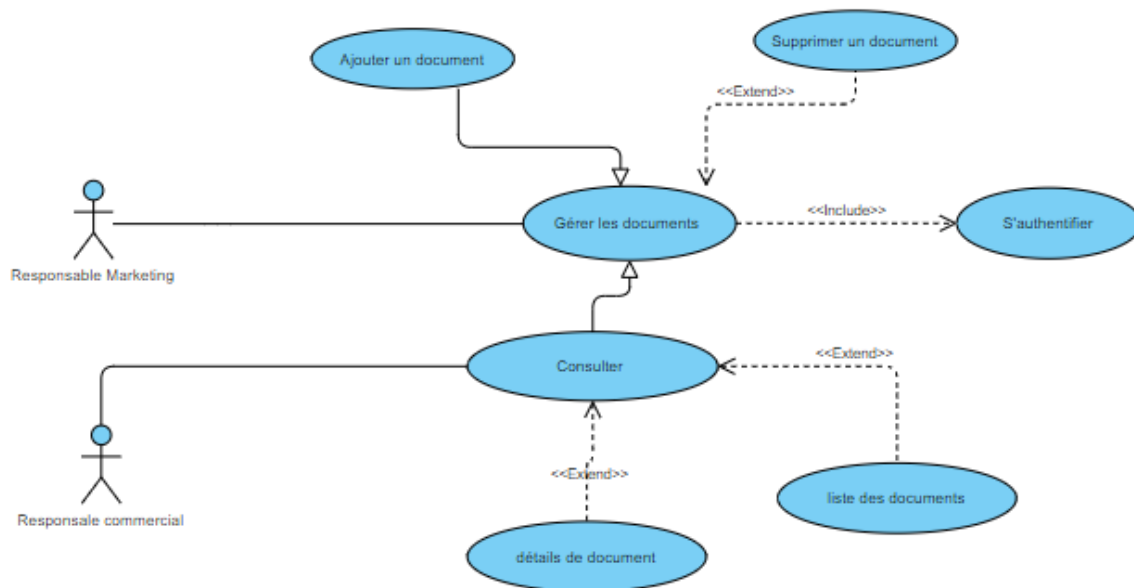 Supprimer un document
Ajouter un document
<<Extend>>
Gérer les documents
<<Include>>
S'authentifier
Responsable Marketing
Consulter
<<Extend>>
<<Extend>>
liste des documents
Responsale commercial
détails de document